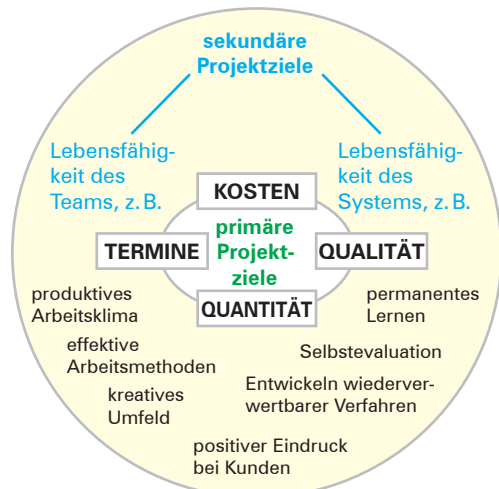 sekundäre
Projektziele
Lebensfähig-
keit des
Teams, z. B.
Lebensfähig-
keit des
Systems, z. B.
KOSTEN
primäre
Projekt-
ziele
TERMINE
QUALITÄT
QUANTITÄT
produktives
Arbeitsklima
permanentes
Lernen
effektive
Arbeitsmethoden
Selbstevaluation
kreatives
Umfeld
Entwickeln wiederver-
wertbarer Verfahren
positiver Eindruck
bei Kunden